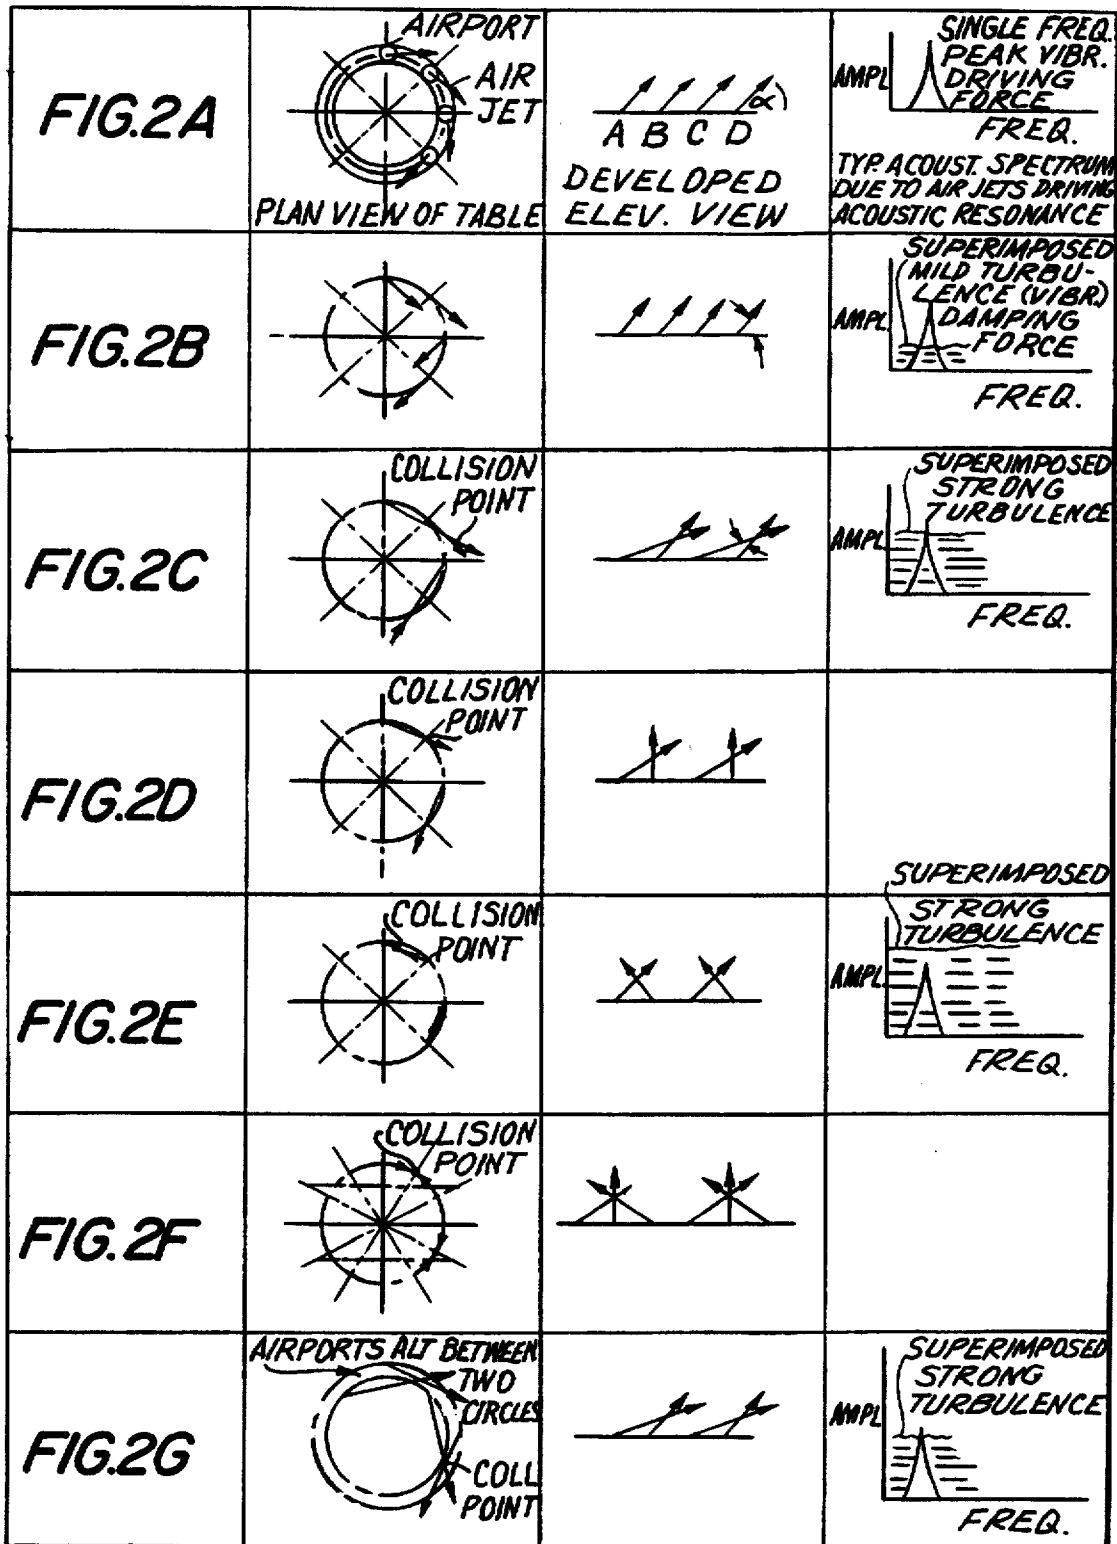 FIG.2A
AIRPORT
AIR
JET
PLAN VIEW OF TABLE
A B C D
α
DEVELOPED
ELEV. VIEW
SINGLE FREQ.
PEAK VIBR.
DRIVING
FORCE
AMPL
FREQ.
TYP. ACOUST. SPECTRUM
DUE TO AIR JETS DRIVING
ACOUSTIC RESONANCE
FIG.2B
SUPERIMPOSED
MILD TURBU-
LENCE (VIBR.)
DAMPING
FORCE
AMPL
FREQ.
FIG.2C
COLLISION
POINT
SUPERIMPOSED
STRONG
TURBULENCE
AMPL
FREQ.
FIG.2D
COLLISION
POINT
FIG.2E
COLLISION
POINT
SUPERIMPOSED
STRONG
TURBULENCE
AMPL
FREQ.
FIG.2F
COLLISION
POINT
FIG.2G
AIRPORTS ALT BETWEEN
TWO
CIRCLES
COLL
POINT
SUPERIMPOSED
STRONG
TURBULENCE
AMPL
FREQ.